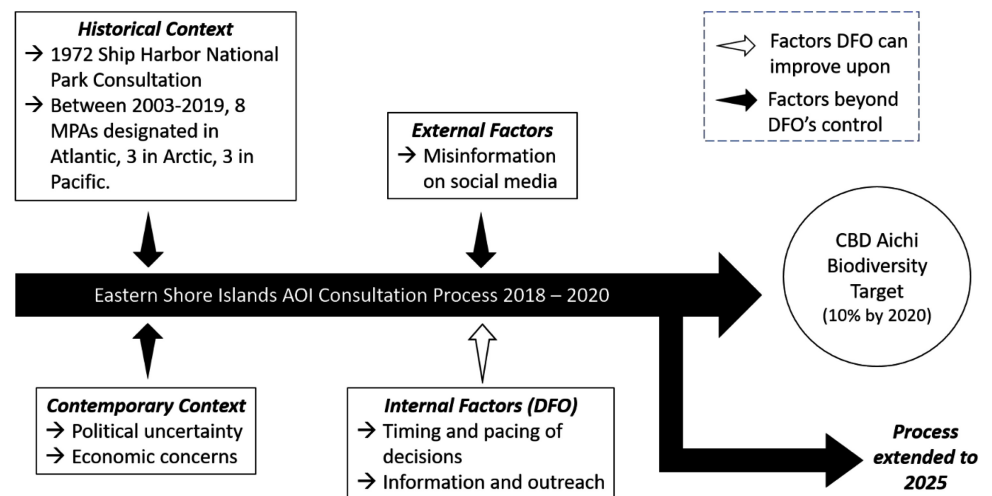 Historical Context
→ 1972 Ship Harbor National
Park Consultation
→ Between 2003-2019, 8
MPAs designated in
Atlantic, 3 in Arctic, 3 in
Pacific.
External Factors
→ Misinformation
on social media
Factors DFO can
improve upon
Factors beyond
DFO's control
Eastern Shore Islands AOI Consultation Process 2018 – 2020
CBD Aichi
Biodiversity
Target
(10% by 2020)
Contemporary Context
→ Political uncertainty
→ Economic concerns
Internal Factors (DFO)
→ Timing and pacing of
decisions
→ Information and outreach
Process
extended to
2025